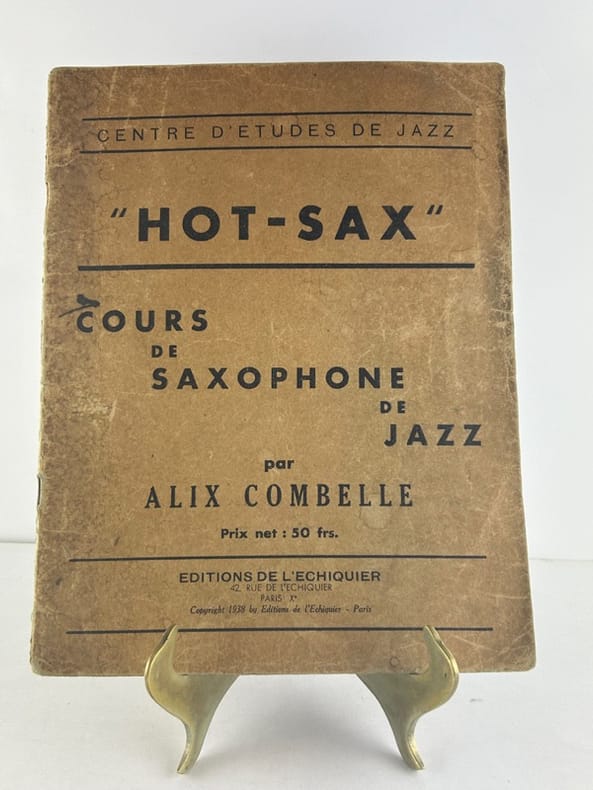 CENTRE D'ETUDES DE JAZZ
"HOT-SAX"
COURS
DE
SAXOPHONE
DE
JAZZ
par
ALIX COMBELLE
Prix net : 50 frs.
EDITIONS DE L'ECHIQUIER
42, RUE DE L'ECHIQUIER
PARIS Xe
Copyright 1938 by Editions de l'Echiquier - Paris